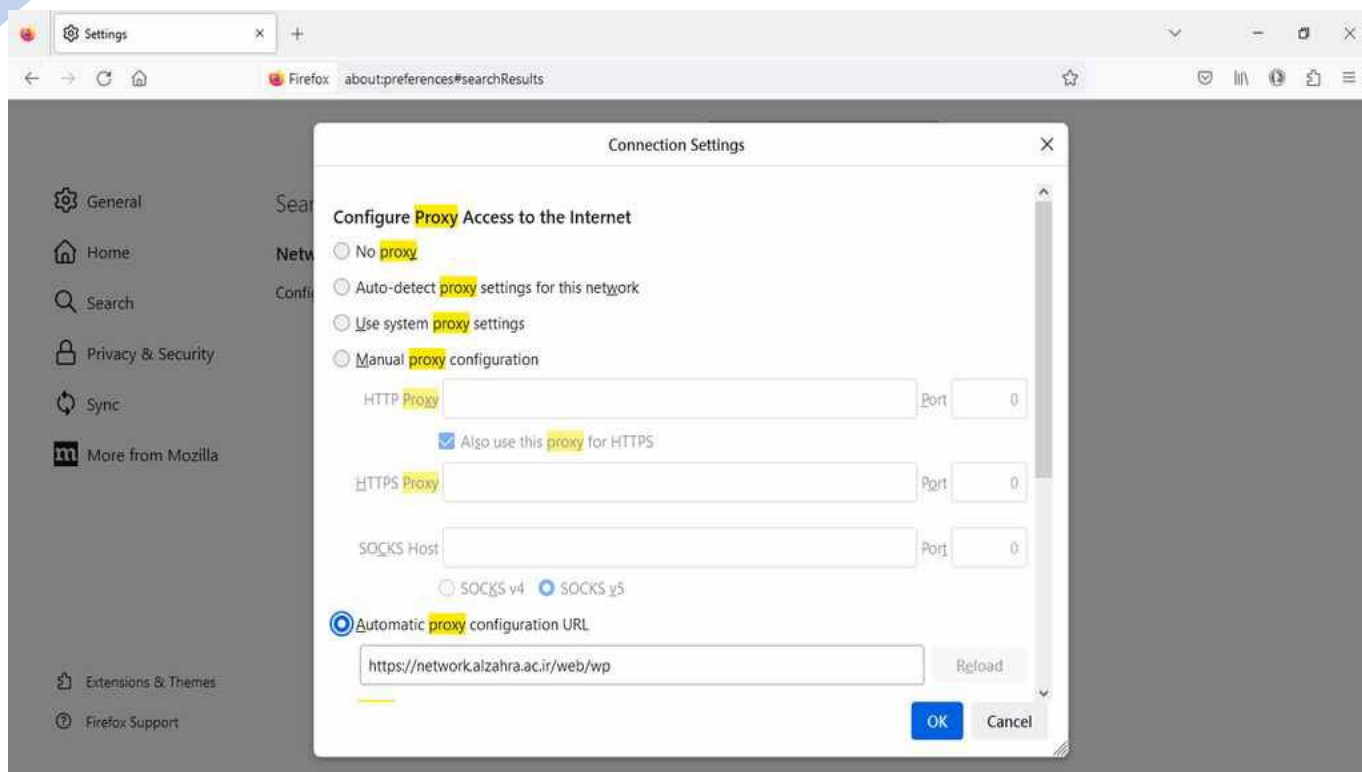 Settings
Firefox about:preferences#searchResults
Connection Settings
General
Home
Search
Privacy & Security
Sync
m More from Mozilla
Extensions & Themes
Firefox Support
Sear
Netw
Confi
Configure Proxy Access to the Internet
No proxy
Auto-detect proxy settings for this network
Use system proxy settings
Manual proxy configuration
HTTP Proxy Port 0
Also use this proxy for HTTPS
HTTPS Proxy Port 0
SOCKS Host Port 0
SOCKS v4 SOCKS v5
Automatic proxy configuration URL
https://network.alzahra.ac.ir/web/wp Reload
OK Cancel